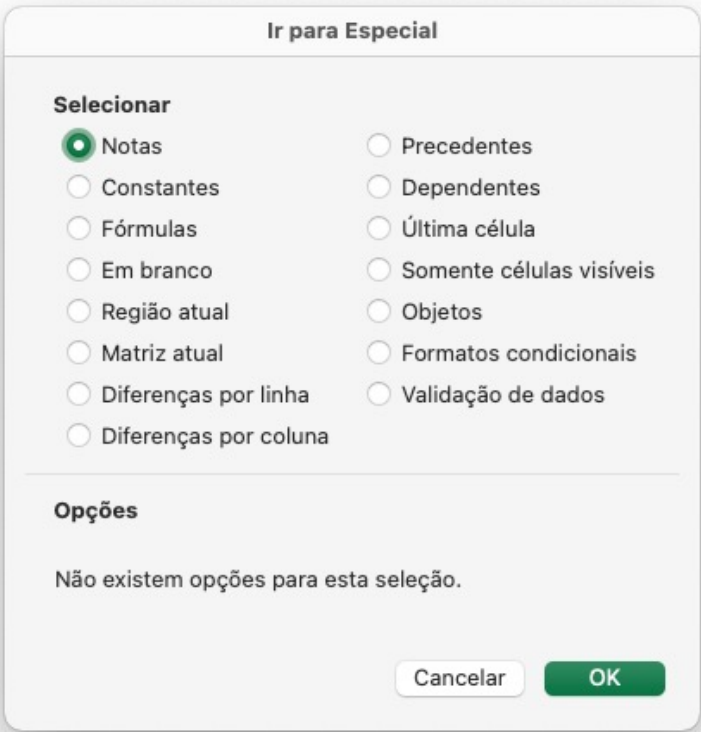 Ir para Especial
Selecionar
Notas
Constantes
Fórmulas
Em branco
Região atual
Matriz atual
Diferenças por linha
Diferenças por coluna
Precedentes
Dependentes
Última célula
Somente células visíveis
Objetos
Formatos condicionais
Validação de dados
Opções
Não existem opções para esta seleção.
Cancelar
OK